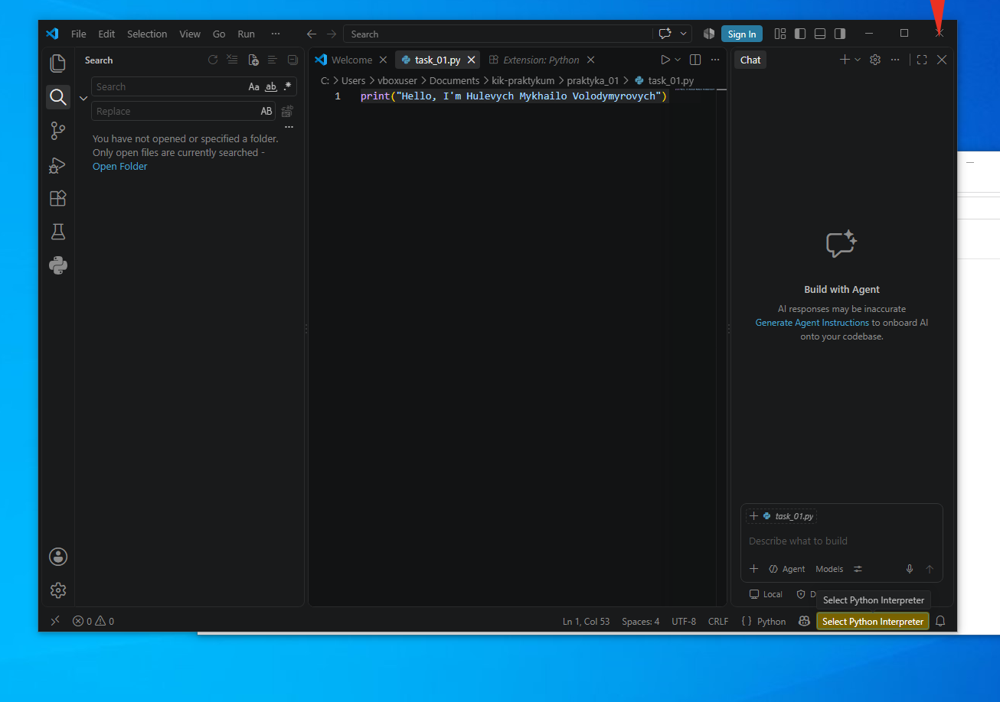 File Edit Selection View Go Run ··· Search Sign In
Search
Search Aa ab .*
Replace AB
You have not opened or specified a folder.
Only open files are currently searched -
Open Folder
Welcome task_01.py Extension: Python
C: > Users > vboxuser > Documents > kik-praktykum > praktyka_01 > task_01.py
1 print("Hello, I'm Hulevych Mykhailo Volodymyrovych")
Chat
Build with Agent
AI responses may be inaccurate
Generate Agent Instructions to onboard AI
onto your codebase.
task_01.py
Describe what to build
Agent Models
Local D
Select Python Interpreter
0 0 Ln 1, Col 53 Spaces: 4 UTF-8 CRLF { } Python Select Python Interpreter